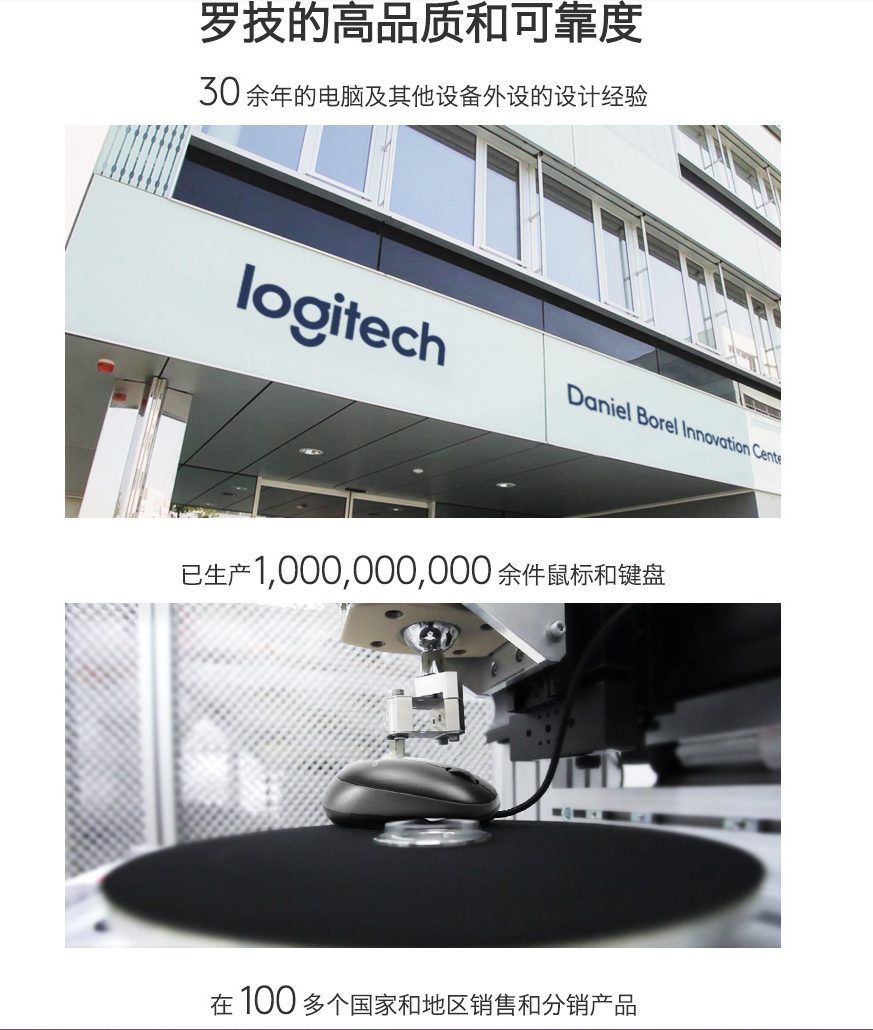 罗技的高品质和可靠度
30 余年的电脑及其他设备外设的设计经验
logitech
Daniel Borel Innovation Cente
已生产1,000,000,000 余件鼠标和键盘
在 100 多个国家和地区销售和分销产品